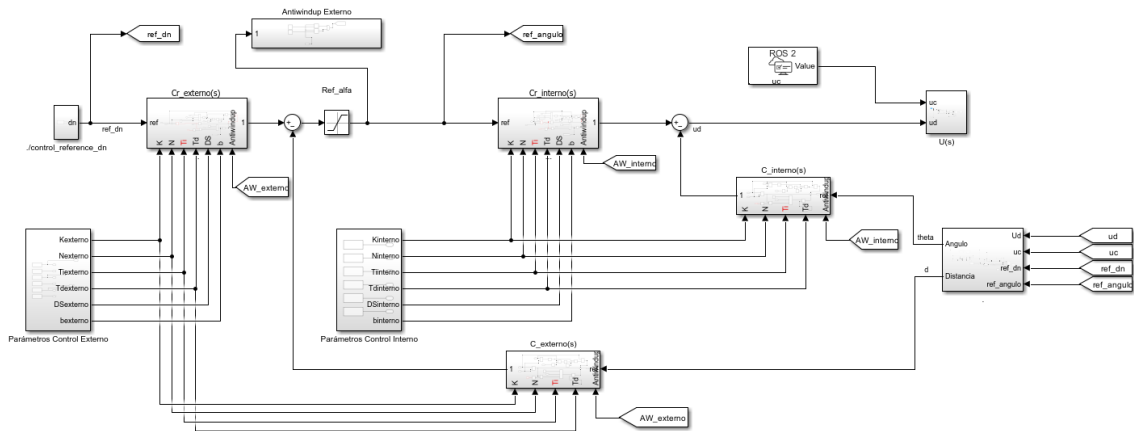 Antiwindup Externo
1
ref_dn
ref_angulo
ROS 2
Value
uc
Cr_externo(s)
Ref_alfa
Cr_interno(s)
dn
ref_dn
./control_reference_dn
ref
1
K
N
Ti
Td
DS
b
Antiwindup
+
-
ref
1
K
N
Ti
Td
DS
b
Antiwindup
+
-
ud
uc
ud
U(s)
AW_externo
AW_interno
C_interno(s)
1
K
N
Ti
Td
Antiwindup
AW_interno
Kexterno
Nexterno
Tiexterno
Tdexterno
DSexterno
bexterno
Parámetros Control Externo
Kinterno
Ninterno
Tiinterno
Tdinterno
DSinterno
binterno
Parámetros Control Interno
theta
d
Angulo
Distancia
Ud
uc
ref_dn
ref_angulo
ud
uc
ref_dn
ref_angulo
C_externo(s)
1
K
N
Ti
Td
Antiwindup
AW_externo